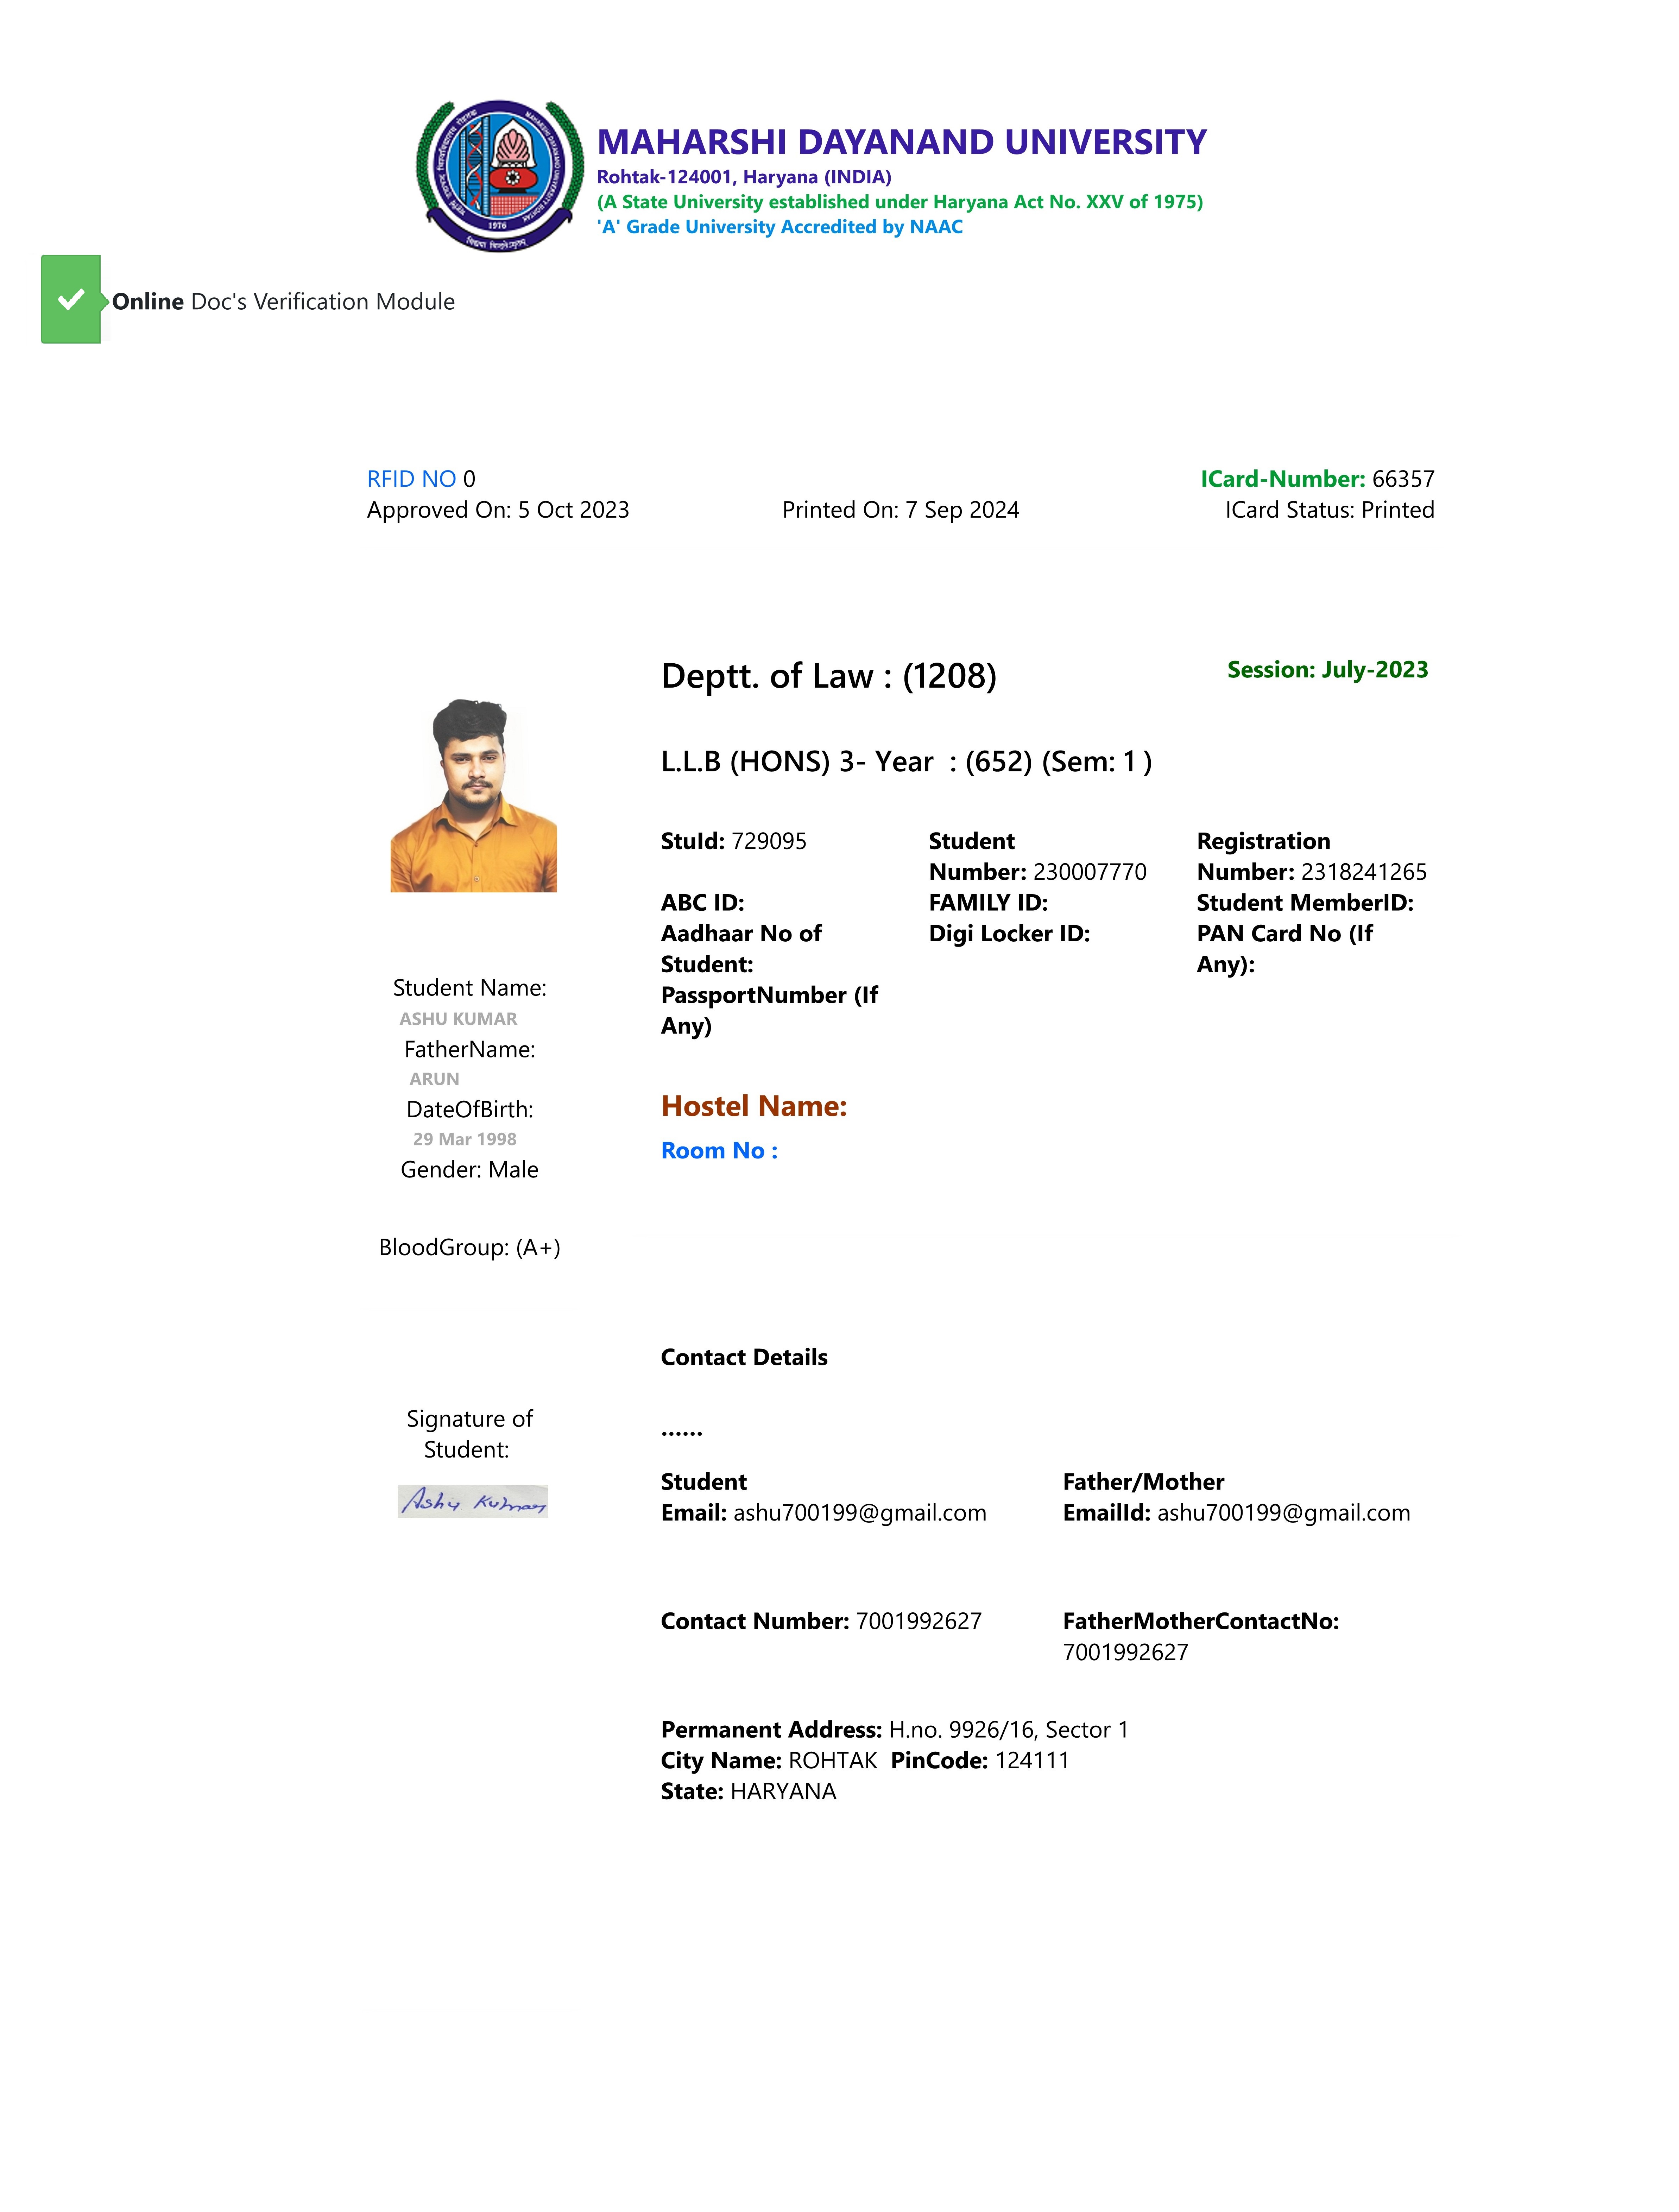 MAHARSHI DAYANAND UNIVERSITY
Rohtak-124001, Haryana (INDIA)
(A State University established under Haryana Act No. XXV of 1975)
'A' Grade University Accredited by NAAC
MAHARSHI DAYANAND UNIVERSITY ROHTAK
1976
Online Doc's Verification Module
RFID NO 0
ICard-Number: 66357
Approved On: 5 Oct 2023
Printed On: 7 Sep 2024
ICard Status: Printed
Deptt. of Law : (1208)
Session: July-2023
L.L.B (HONS) 3- Year : (652) (Sem: 1 )
StuId: 729095
Student
Number: 230007770
Registration
Number: 2318241265
ABC ID:
FAMILY ID:
Student MemberID:
Aadhaar No of
Student:
Digi Locker ID:
PAN Card No (If
Any):
PassportNumber (If
Any)
Student Name:
ASHU KUMAR
FatherName:
ARUN
DateOfBirth:
29 Mar 1998
Gender: Male
BloodGroup: (A+)
Hostel Name:
Room No :
Signature of
Student:
Ashu Kumar
Contact Details
......
Student
Email: ashu700199@gmail.com
Father/Mother
EmailId: ashu700199@gmail.com
Contact Number: 7001992627
FatherMotherContactNo:
7001992627
Permanent Address: H.no. 9926/16, Sector 1
City Name: ROHTAK PinCode: 124111
State: HARYANA